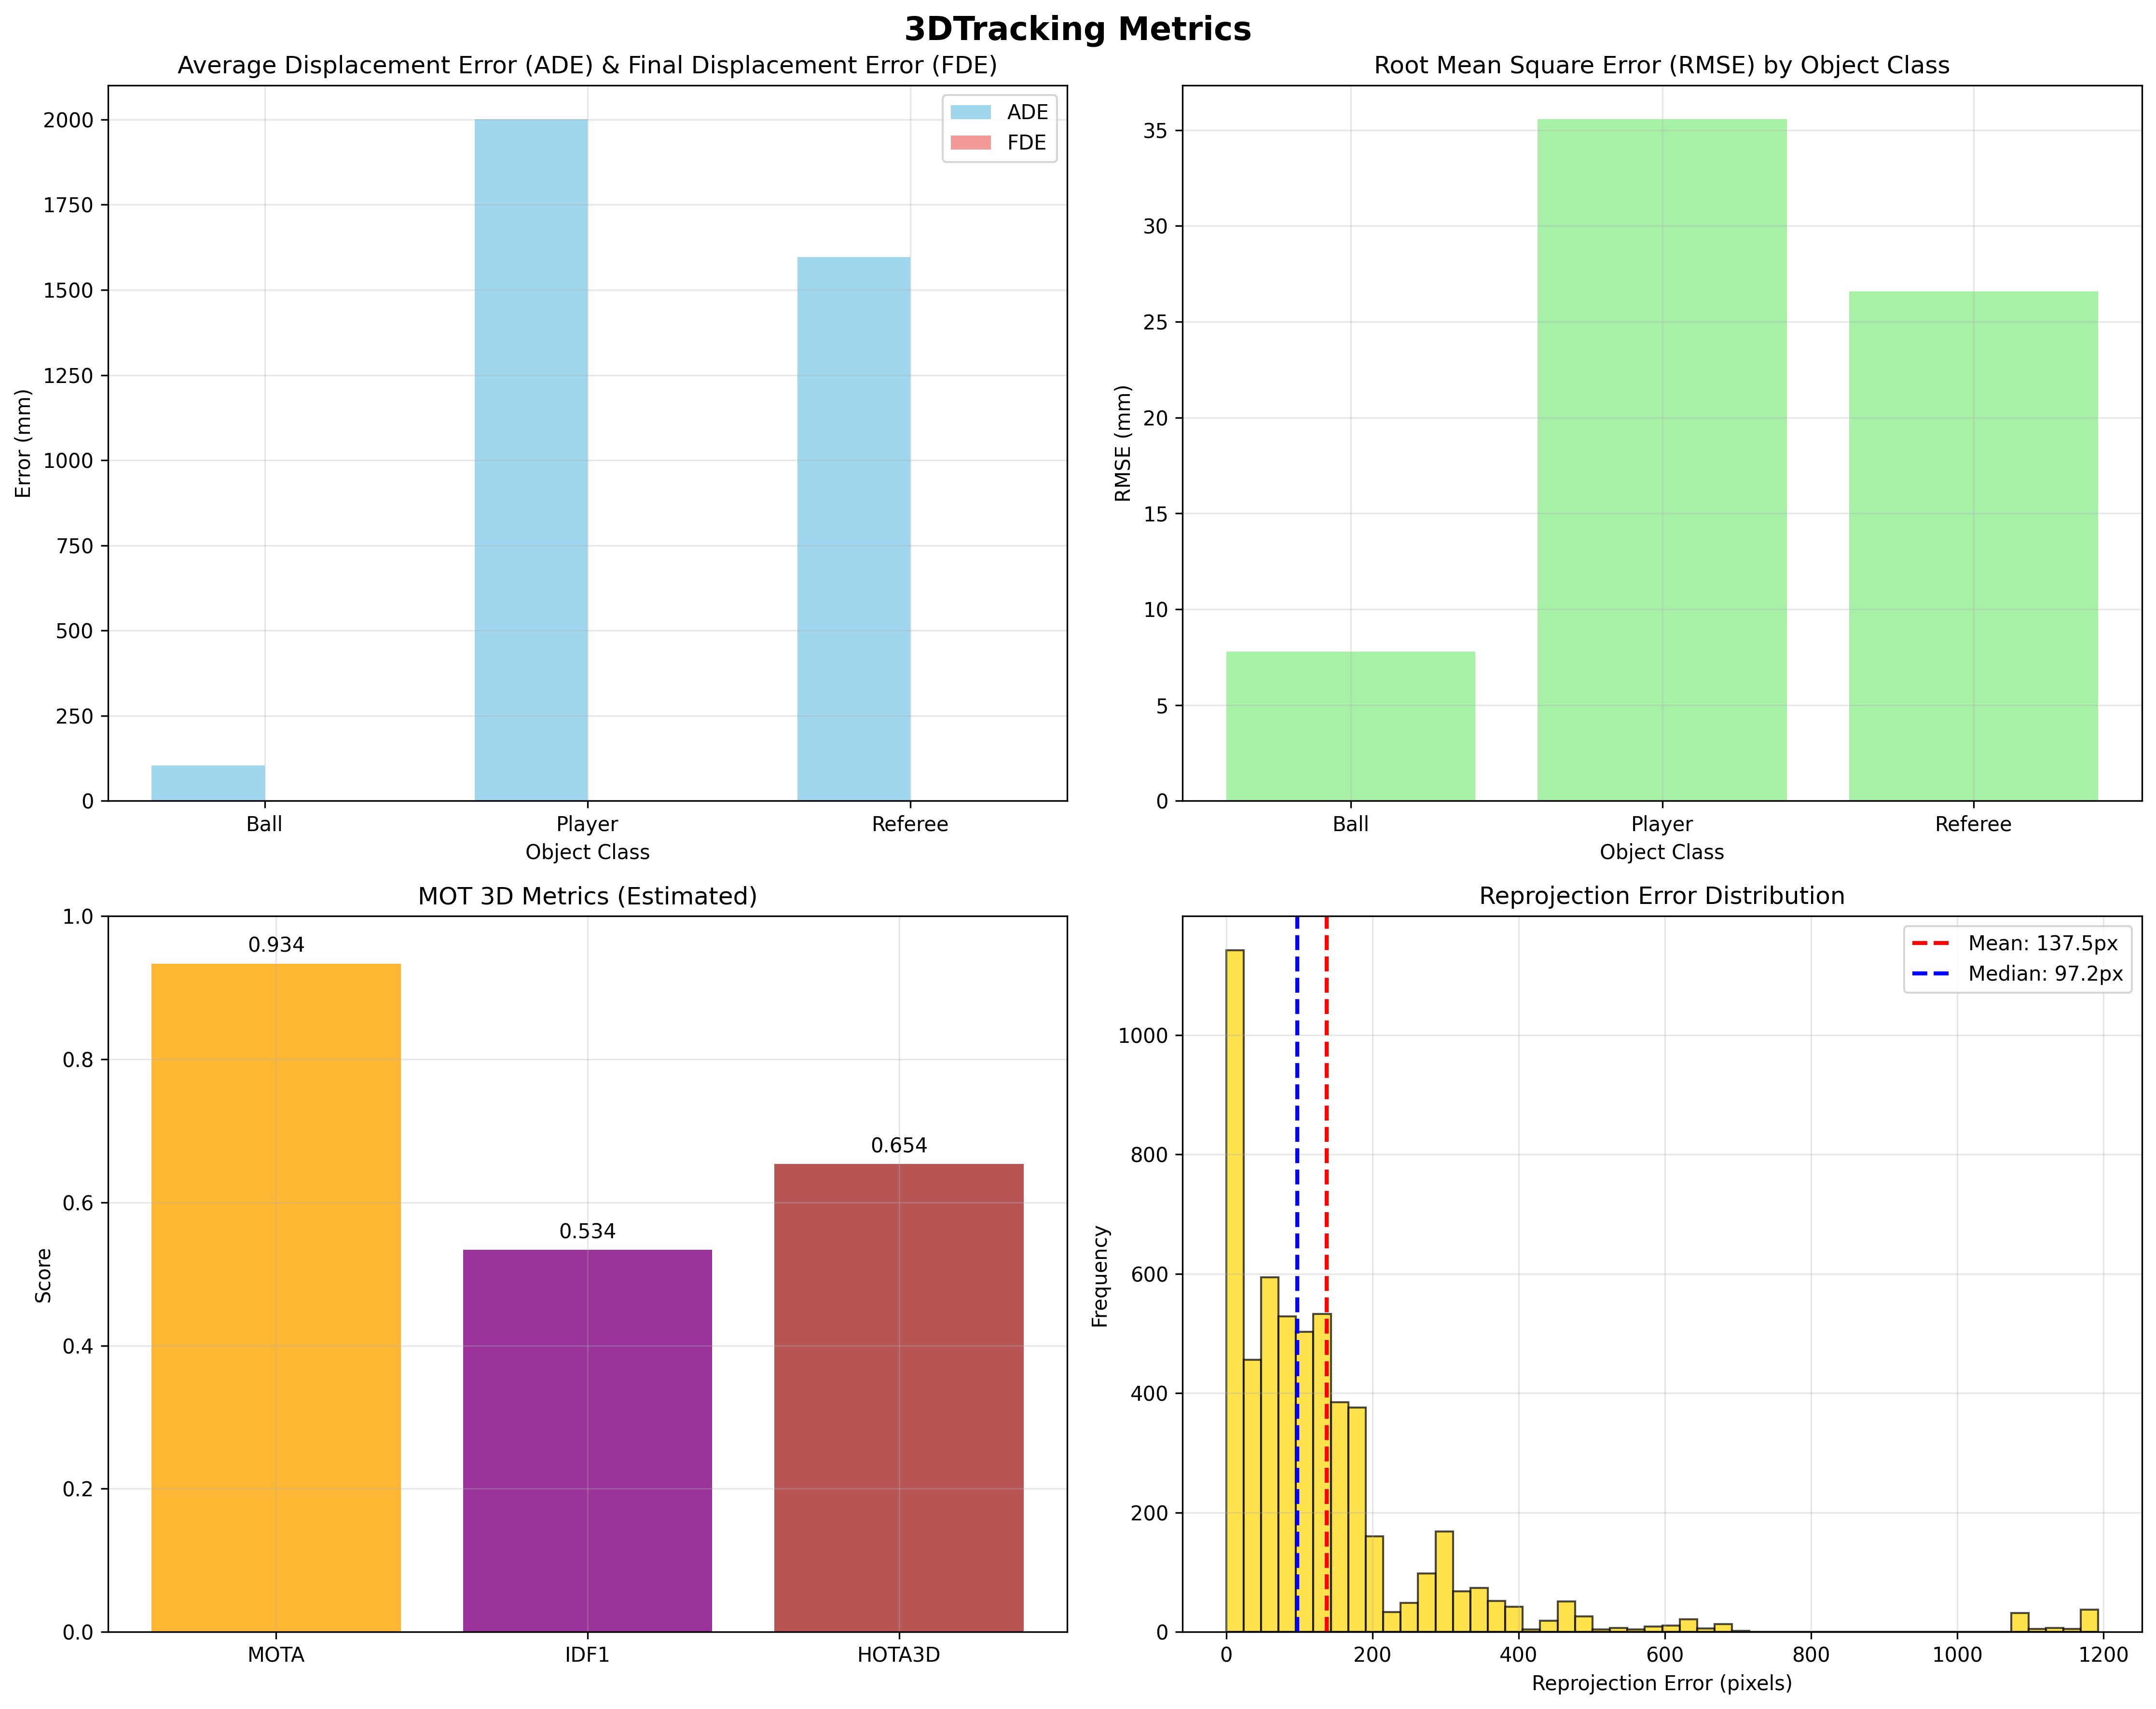 3DTracking Metrics
Average Displacement Error (ADE) & Final Displacement Error (FDE)
ADE
FDE
2000
1750
1500
1250
1000
750
500
250
0
Error (mm)
Ball Player Referee
Object Class
Root Mean Square Error (RMSE) by Object Class
35
30
25
20
15
10
5
0
RMSE (mm)
Ball Player Referee
Object Class
MOT 3D Metrics (Estimated)
1.0
0.8
0.6
0.4
0.2
0.0
Score
0.934
0.534
0.654
MOTA IDF1 HOTA3D
Reprojection Error Distribution
Mean: 137.5px
Median: 97.2px
1000
800
600
400
200
0
Frequency
0 200 400 600 800 1000 1200
Reprojection Error (pixels)